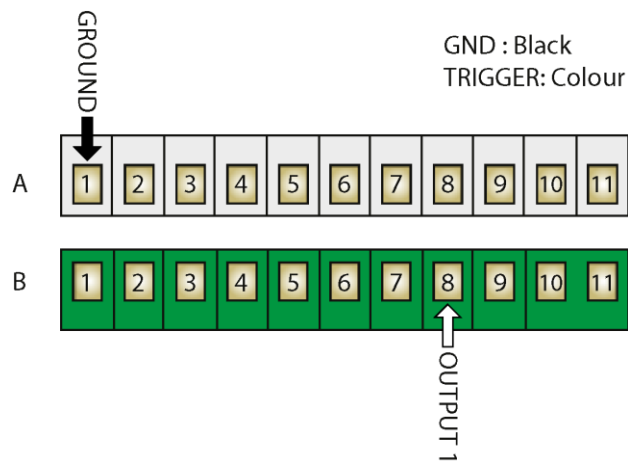 GROUND
GND : Black
TRIGGER: Colour
A
1 2 3 4 5 6 7 8 9 10 11
B
1 2 3 4 5 6 7 8 9 10 11
OUTPUT 1